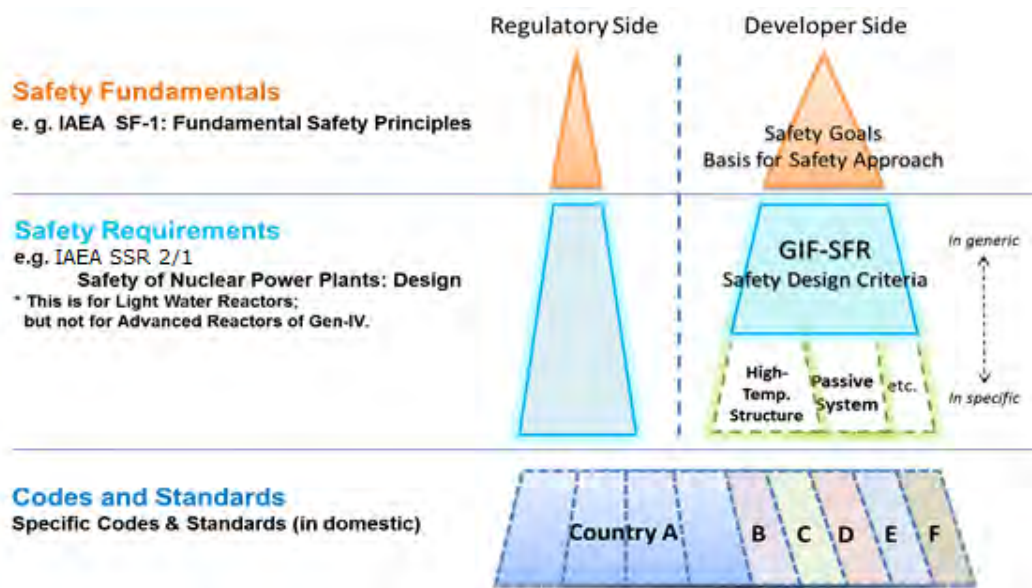 Regulatory Side
Developer Side
Safety Fundamentals
e. g. IAEA SF-1: Fundamental Safety Principles
Safety Goals
Basis for Safety Approach
Safety Requirements
e.g. IAEA SSR 2/1
Safety of Nuclear Power Plants: Design
* This is for Light Water Reactors;
but not for Advanced Reactors of Gen-IV.
GIF-SFR
Safety Design Criteria
In generic
High-
Temp.
Structure
Passive
System
etc.
In specific
Codes and Standards
Specific Codes & Standards (in domestic)
Country A
B
C
D
E
F